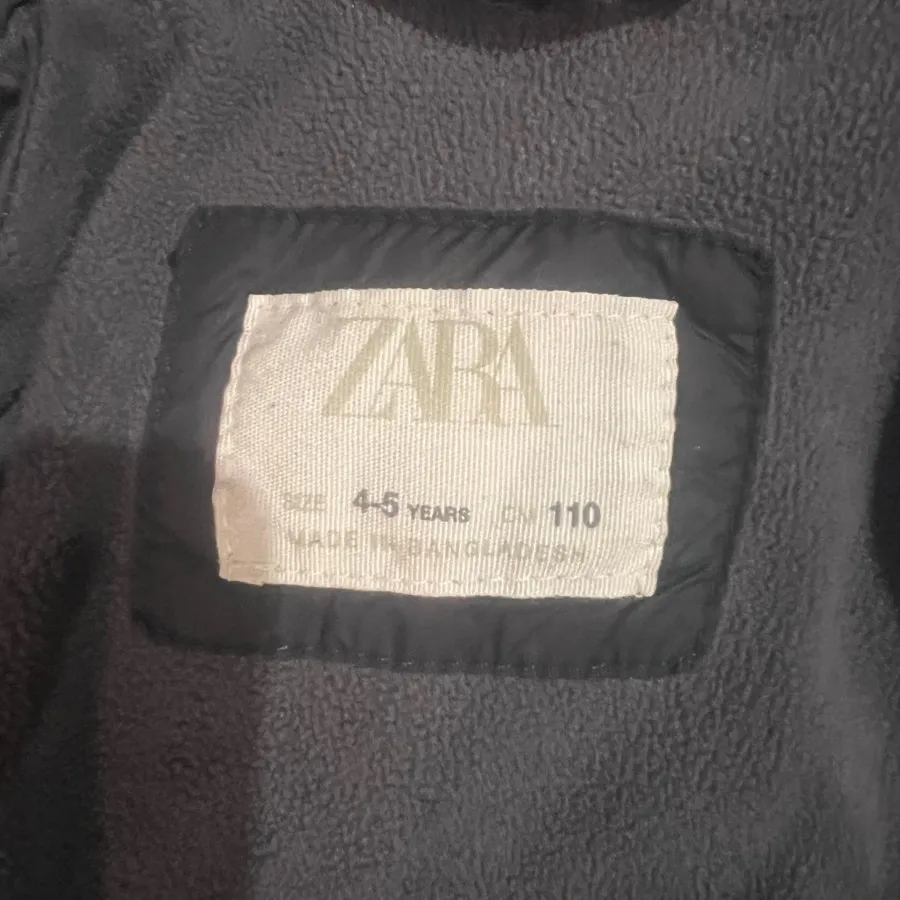 ZARA
SIZE 4-5 YEARS CM 110
MADE IN BANGLADESH